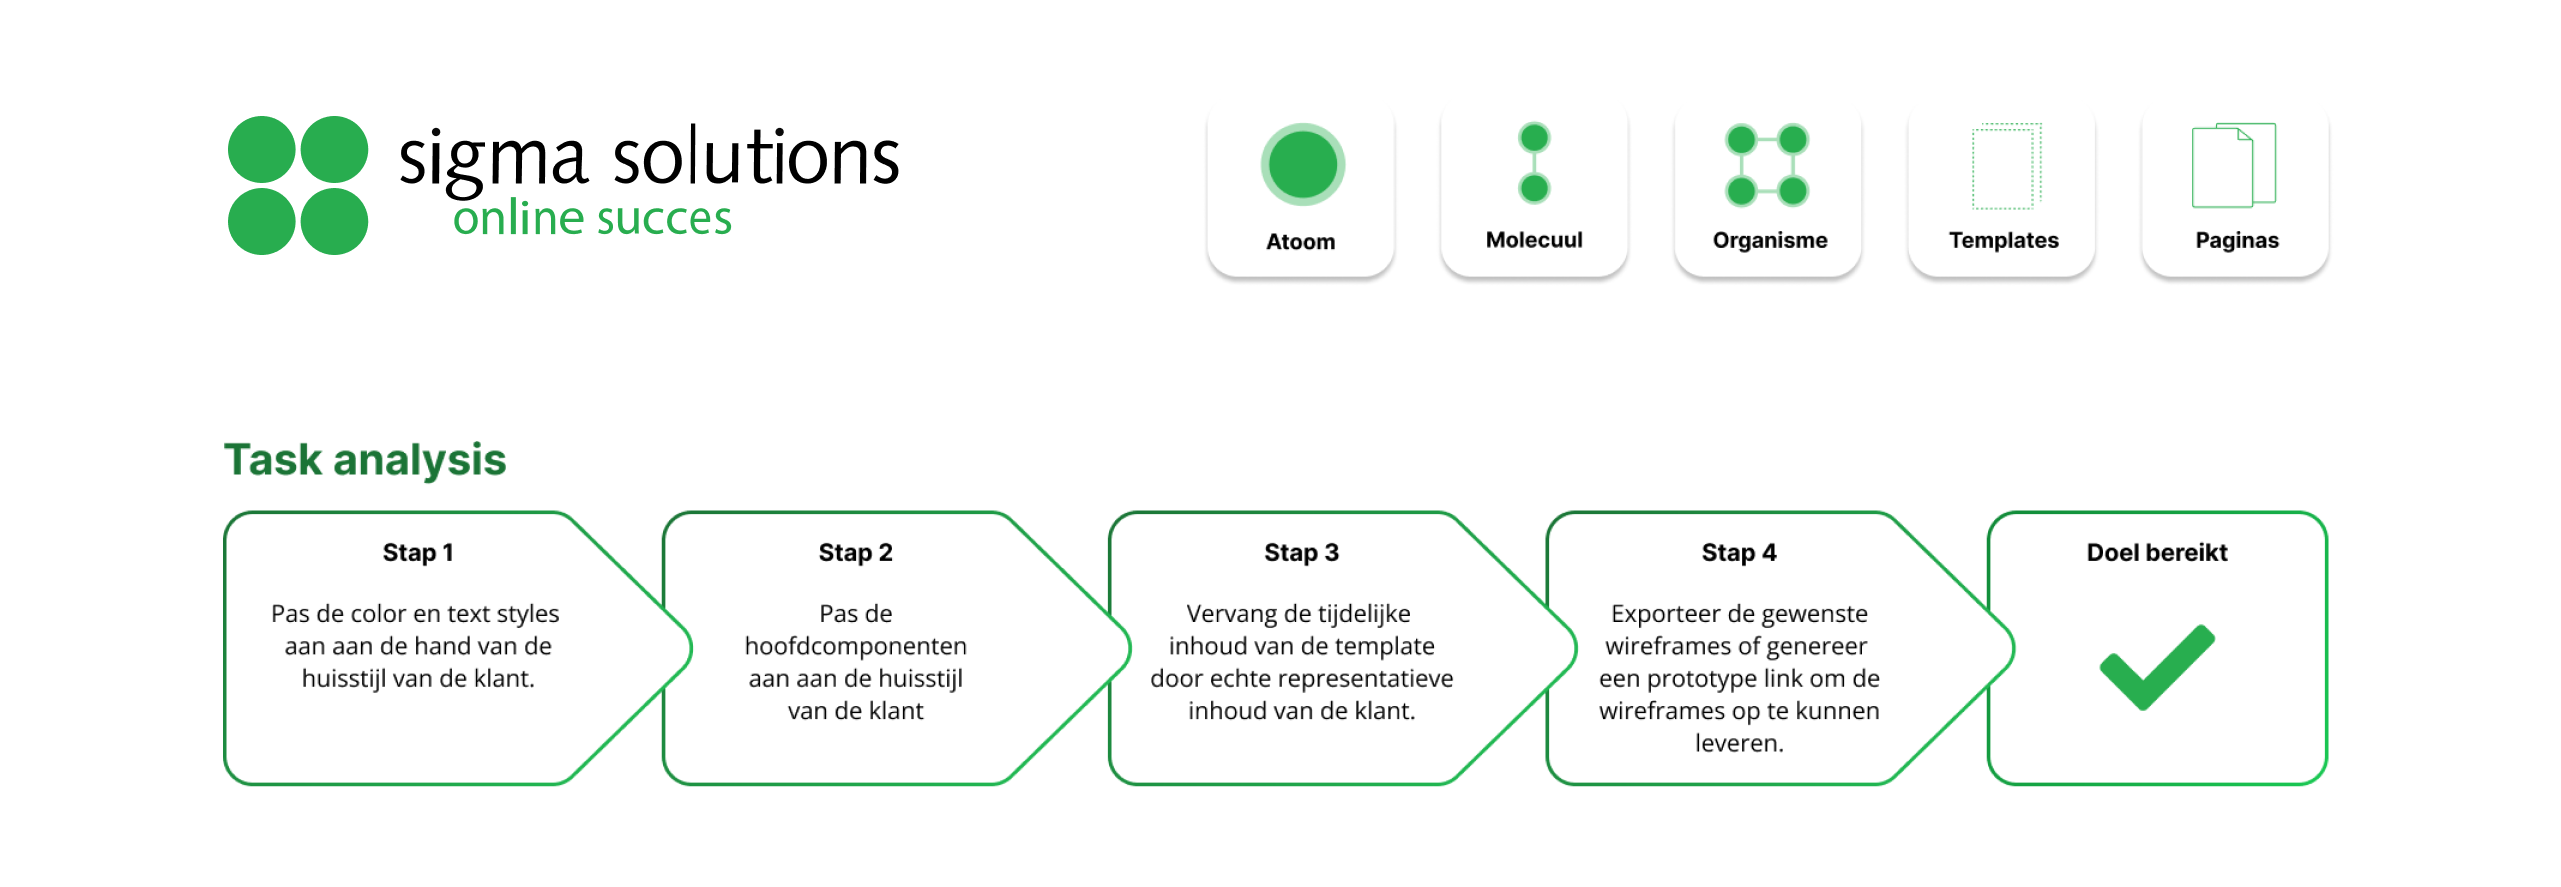 sigma solutions
online succes
Atoom
Molecuul
Organisme
Templates
Paginas
Task analysis
Stap 1
Pas de color en text styles
aan aan de hand van de
huisstijl van de klant.
Stap 2
Pas de
hoofdcomponenten
aan aan de huisstijl
van de klant
Stap 3
Vervang de tijdelijke
inhoud van de template
door echte representatieve
inhoud van de klant.
Stap 4
Exporteer de gewenste
wireframes of genereer
een prototype link om de
wireframes op te kunnen
leveren.
Doel bereikt